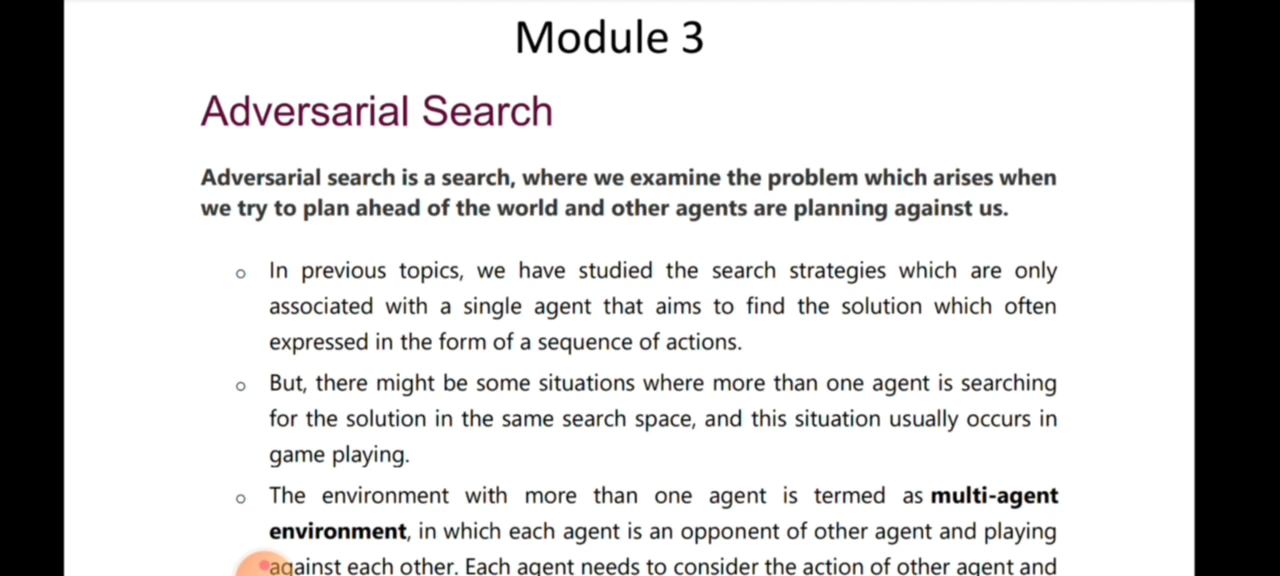 Module 3
Adversarial Search
Adversarial search is a search, where we examine the problem which arises when
we try to plan ahead of the world and other agents are planning against us.
o In previous topics, we have studied the search strategies which are only
associated with a single agent that aims to find the solution which often
expressed in the form of a sequence of actions.
o But, there might be some situations where more than one agent is searching
for the solution in the same search space, and this situation usually occurs in
game playing.
o The environment with more than one agent is termed as multi-agent
environment, in which each agent is an opponent of other agent and playing
against each other. Each agent needs to consider the action of other agent and